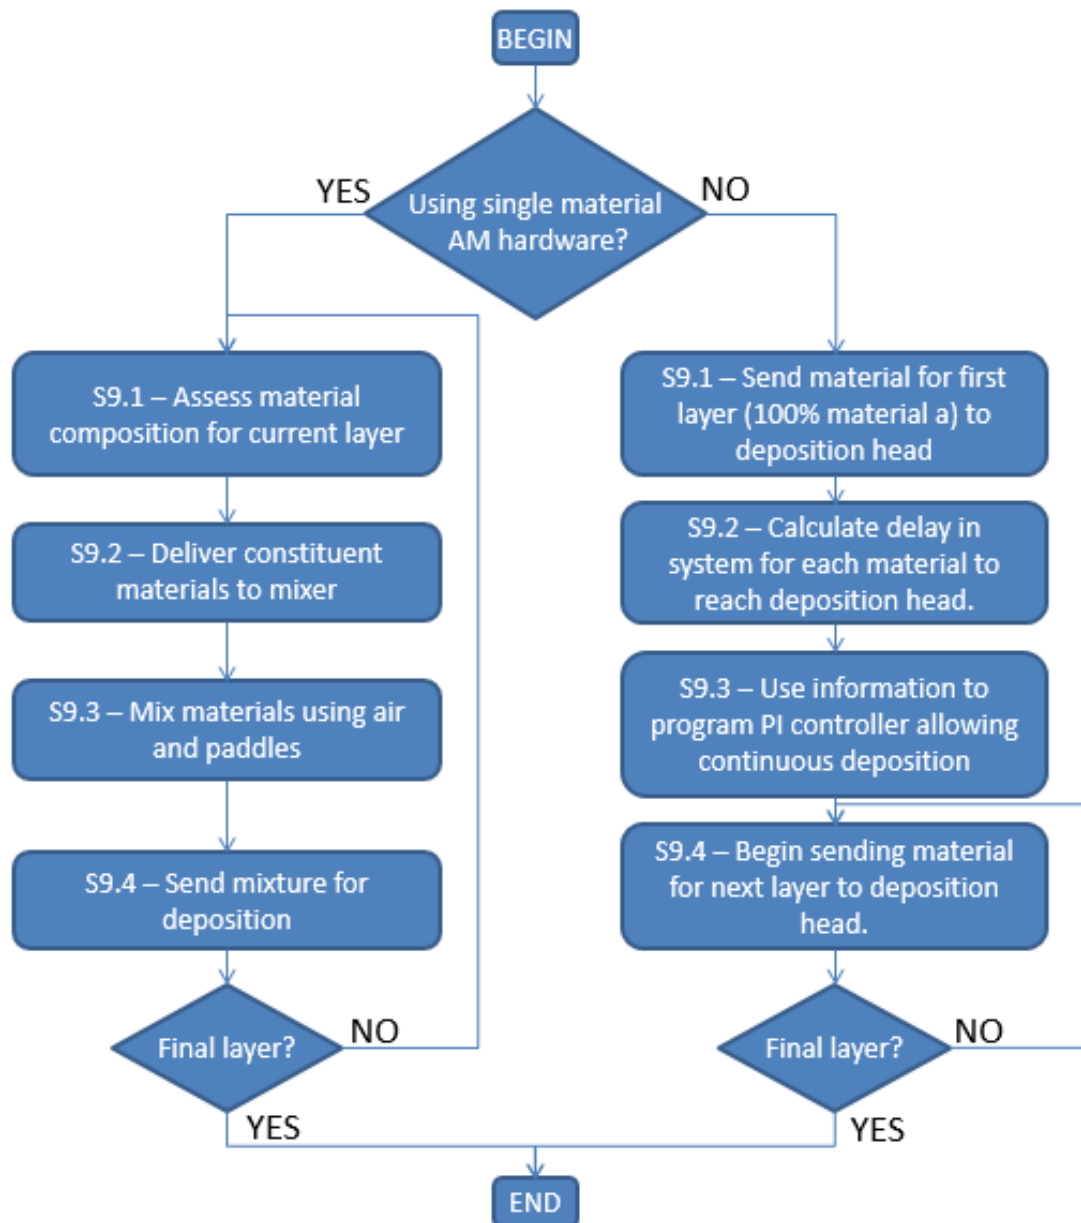 BEGIN
Using single material
AM hardware?
YES
NO
S9.1 – Assess material
composition for current layer
S9.2 – Deliver constituent
materials to mixer
S9.3 – Mix materials using air
and paddles
S9.4 – Send mixture for
deposition
Final layer?
NO
YES
S9.1 – Send material for first
layer (100% material a) to
deposition head
S9.2 – Calculate delay in
system for each material to
reach deposition head.
S9.3 – Use information to
program PI controller allowing
continuous deposition
S9.4 – Begin sending material
for next layer to deposition
head.
Final layer?
NO
YES
END